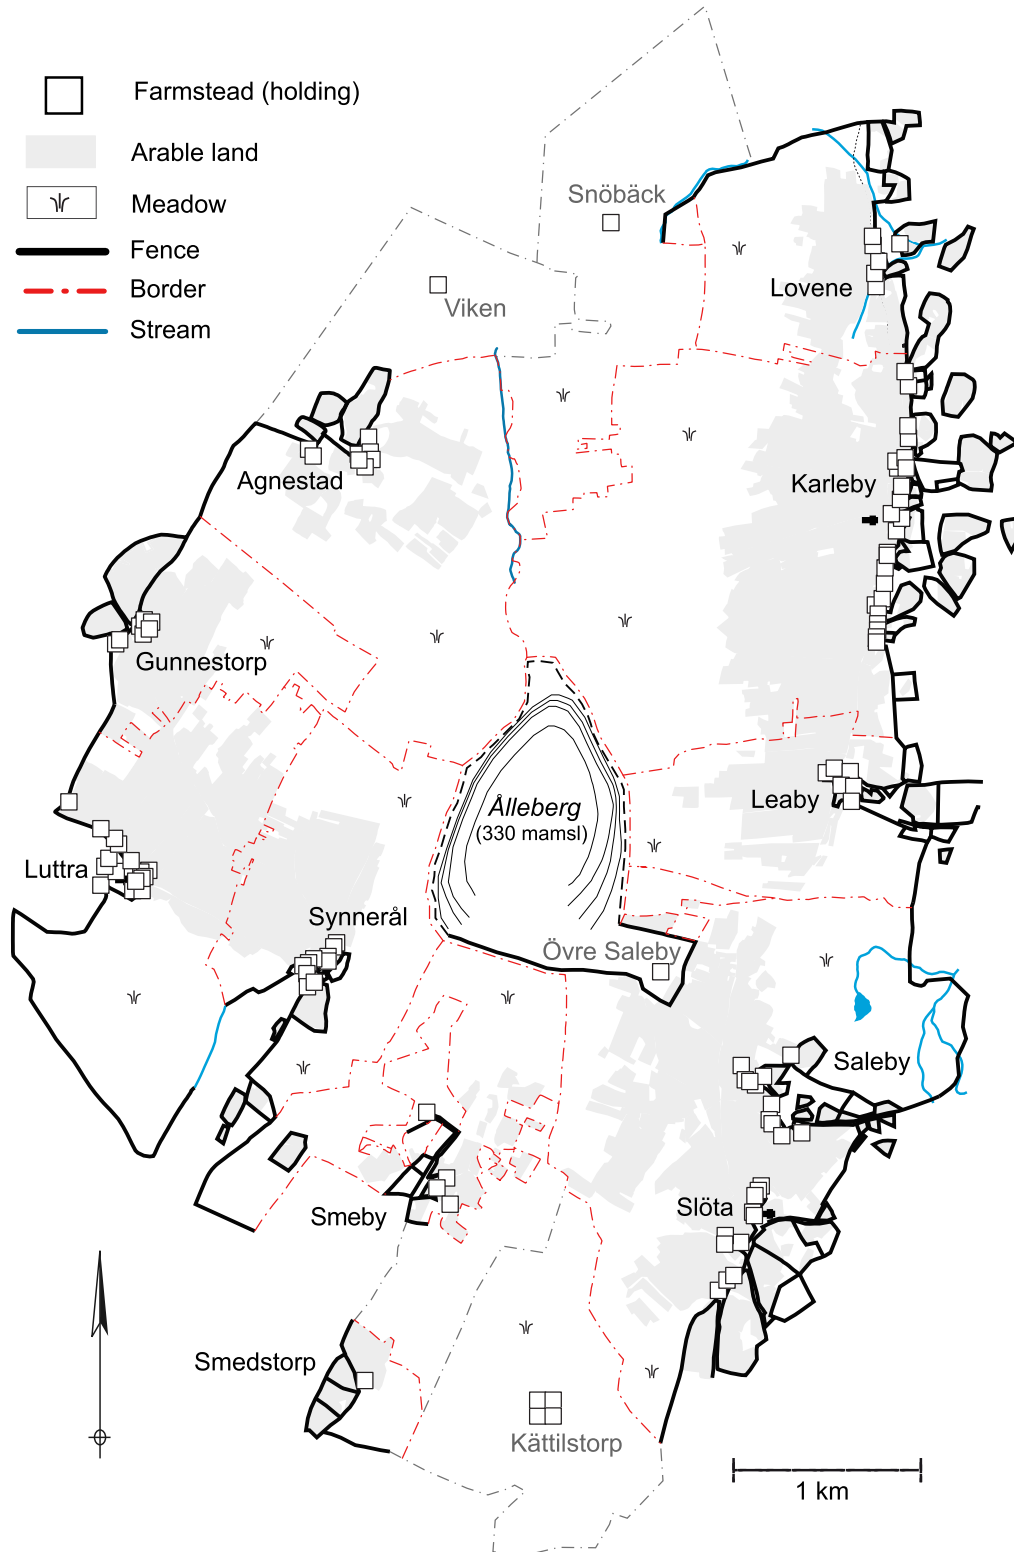 Farmstead (holding)
Arable land
Meadow
Fence
Border
Stream
Snöbäck
Viken
Lovene
Agnestad
Karleby
Gunnestorp
Leaby
Ålleberg
(330 mamsl)
Luttra
Synnerål
Övre Saleby
Saleby
Smeby
Slöta
Smedstorp
Kättilstorp
1 km